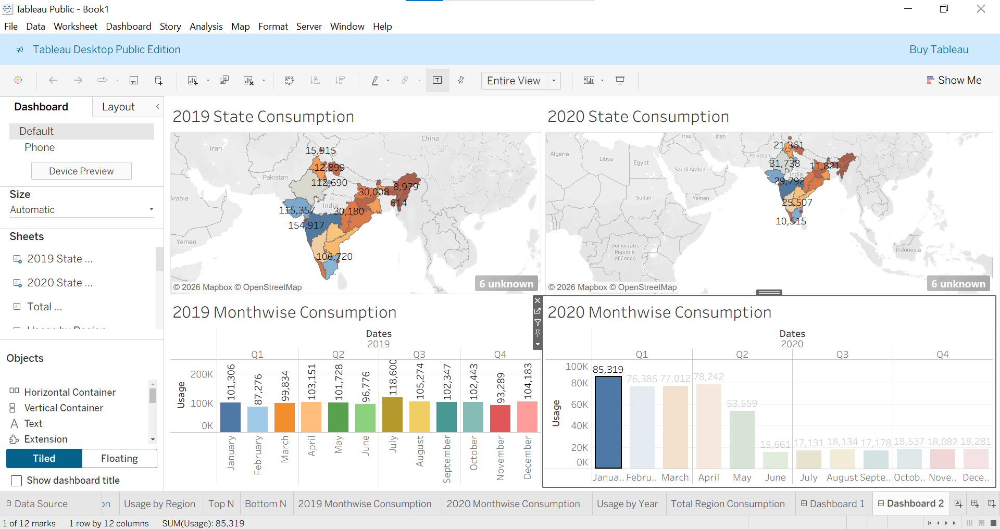 Tableau Public - Book1
File Data Worksheet Dashboard Story Analysis Map Format Server Window Help
Tableau Desktop Public Edition
Buy Tableau
Entire View
Show Me
Dashboard
Layout
Default
Phone
Device Preview
Size
Automatic
Sheets
2019 State ...
2020 State ...
Total ...
Objects
Horizontal Container
Vertical Container
Text
Extension
Tiled
Floating
Show dashboard title
2019 State Consumption
China
Iran
15,915
Pakistan
12,899
112,690
30,008
8,979
614
India
115,357
30,180
154,917
Yemen
106,720
© 2026 Mapbox © OpenStreetMap
6 unknown
2020 State Consumption
Iraq
Iran
21,361
Algeria
Libya
Egypt
Pakistan
31,738
Saudi Arabia
11,821
India
29,792
Sudan
Yemen
25,507
10,515
Democratic
Republic
of Congo
Indonesia
© 2026 Mapbox © OpenStreetMap
6 unknown
2019 Monthwise Consumption
Dates
2019
Q1 Q2 Q3 Q4
Usage
200K
100K
0K
101,306 87,276 99,834 103,151 101,728 96,776 118,600 105,274 102,347 102,443 93,289 104,183
January February March April May June July August September October November December
2020 Monthwise Consumption
Dates
2020
Q1 Q2 Q3 Q4
Usage
100K
80K
60K
40K
20K
0K
85,319 76,385 77,012 78,242 53,559 15,661 17,131 18,134 17,178 18,537 18,082 18,281
Janua.. Febru.. March April May June July August Septe.. Octob.. Nove.. Dece..
Data Source
on
Usage by Region
Top N
Bottom N
2019 Monthwise Consumption
2020 Monthwise Consumption
Usage by Year
Total Region Consumption
Dashboard 1
Dashboard 2
1 of 12 marks 1 row by 12 columns SUM(Usage): 85,319